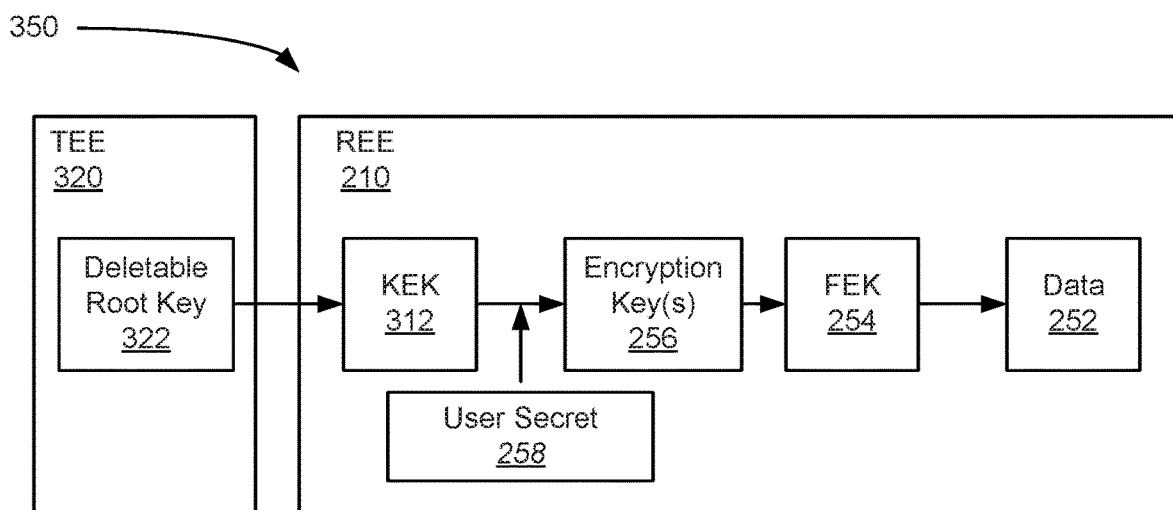 350
TEE
320
REE
210
Deletable
Root Key
322
KEK
312
Encryption
Key(s)
256
FEK
254
Data
252
User Secret
258